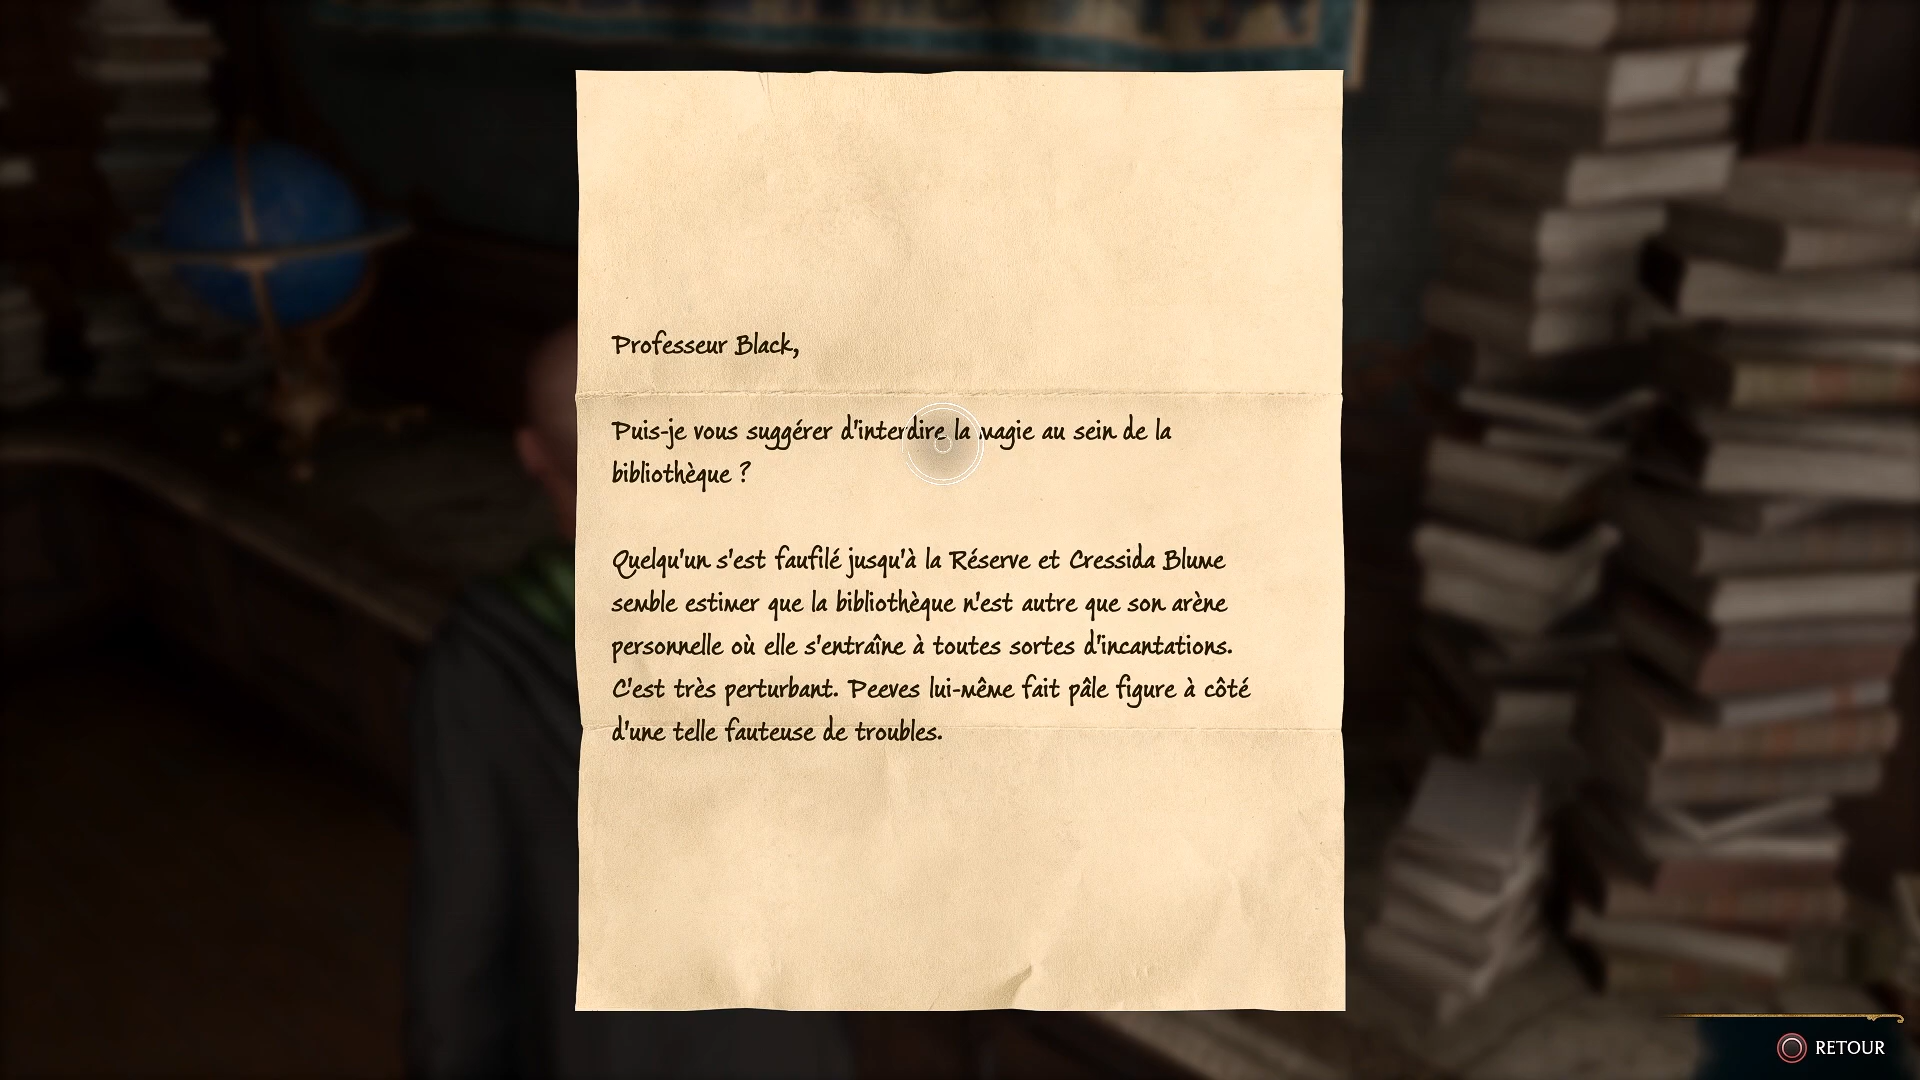 Professeur Black,
Puis-je vous suggérer d'interdire la magie au sein de la
bibliothèque ?
Quelqu'un s'est faufilé jusqu'à la Réserve et Cressida Blume
semble estimer que la bibliothèque n'est autre que son arène
personnelle où elle s'entraîne à toutes sortes d'incantations.
C'est très perturbant. Peeves lui-même fait pâle figure à côté
d'une telle fauteuse de troubles.
RETOUR